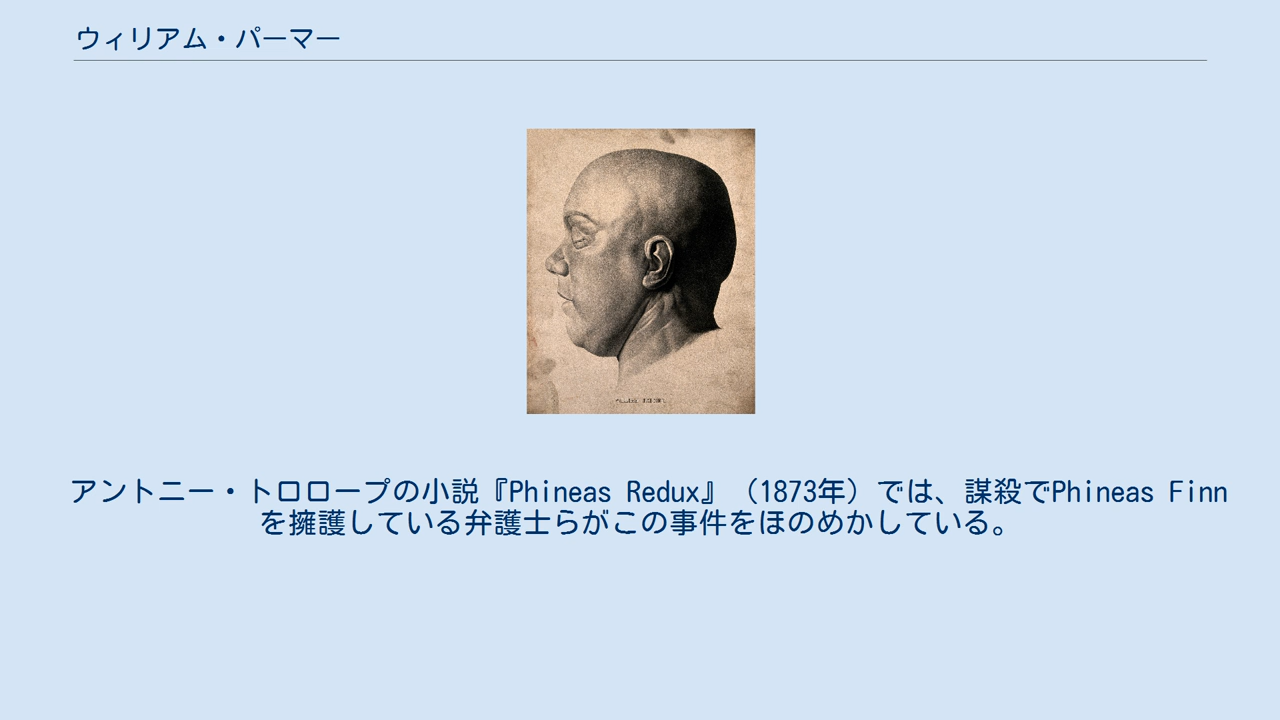 ウィリアム・パーマー
アントニー・トロロープの小説『Phineas Redux』（1873年）では、謀殺でPhineas Finn
を擁護している弁護士らがこの事件をほのめかしている。